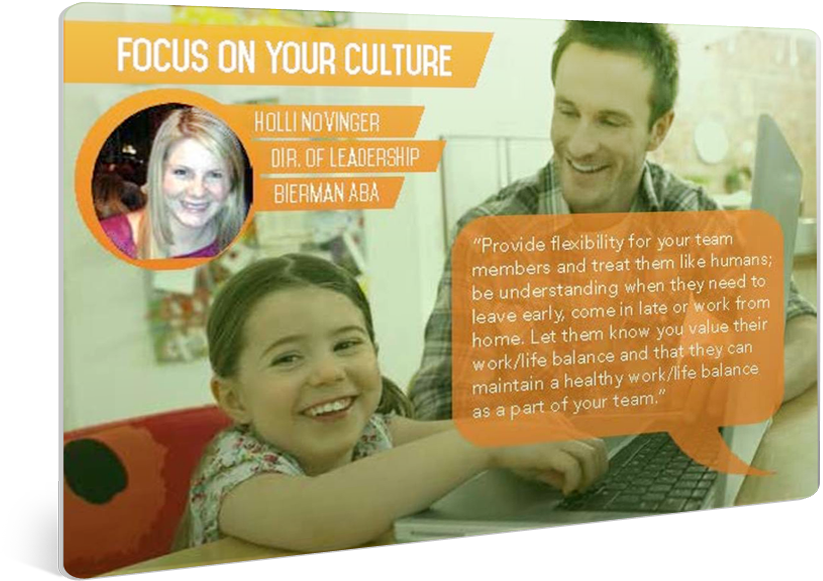 FOCUS ON YOUR CULTURE
HOLLI NOVINGER
DIR. OF LEADERSHIP
BIERMAN ABA
“Provide flexibility for your team
members and treat them like humans;
be understanding when they need to
leave early, come in late or work from
home. Let them know you value their
work/life balance and that they can
maintain a healthy work/life balance
as a part of your team.”